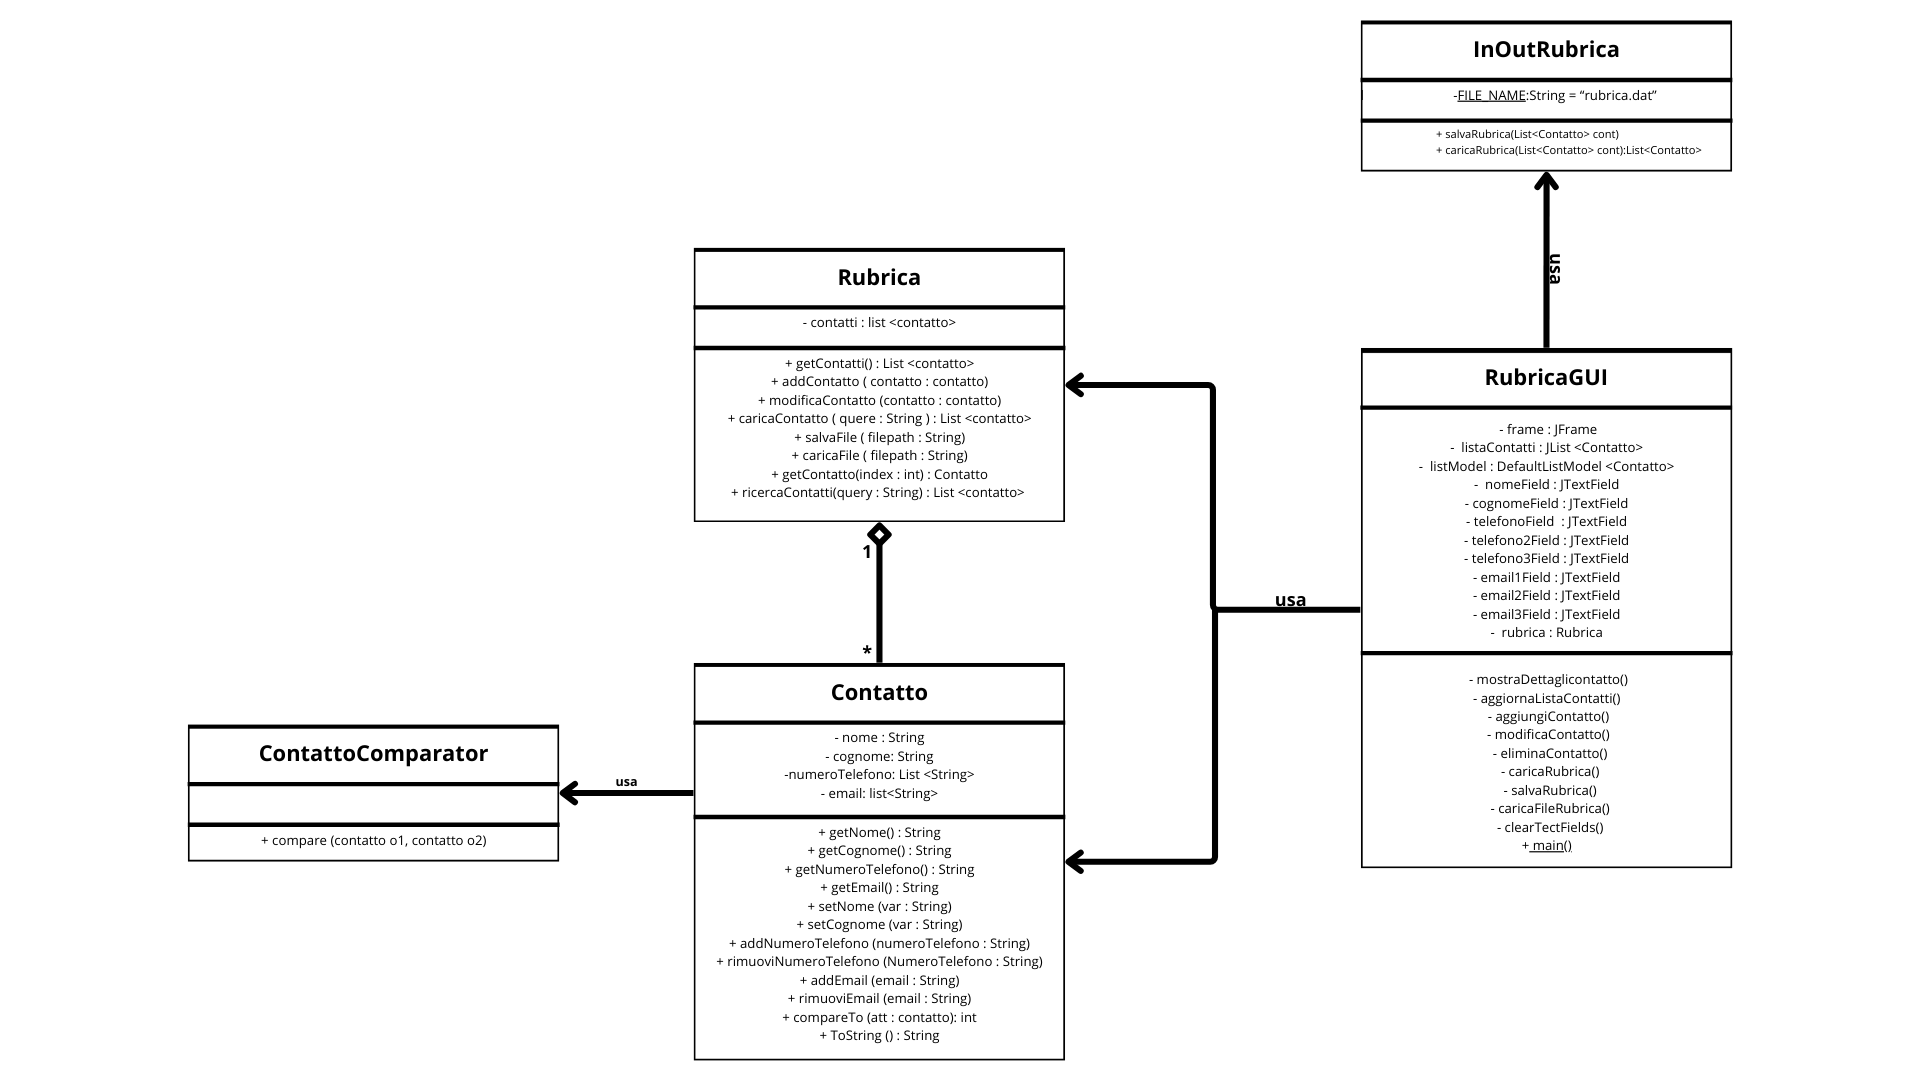 InOutRubrica
-FILE_NAME:String = “rubrica.dat”
+ salvaRubrica(List<Contatto> cont)
+ caricaRubrica(List<Contatto> cont):List<Contatto>
usa
Rubrica
- contatti : list <contatto>
+ getContatti() : List <contatto>
+ addContatto ( contatto : contatto)
+ modificaContatto (contatto : contatto)
+ caricaContatto ( quere : String ) : List <contatto>
+ salvaFile ( filepath : String)
+ caricaFile ( filepath : String)
+ getContatto(index : int) : Contatto
+ ricercaContatti(query : String) : List <contatto>
1
*
RubricaGUI
- frame : JFrame
- listaContatti : JList <Contatto>
- listModel : DefaultListModel <Contatto>
- nomeField : JTextField
- cognomeField : JTextField
- telefonoField : JTextField
- telefono2Field : JTextField
- telefono3Field : JTextField
- email1Field : JTextField
- email2Field : JTextField
- email3Field : JTextField
- rubrica : Rubrica
- mostraDettaglicontatto()
- aggiornaListaContatti()
- aggiungiContatto()
- modificaContatto()
- eliminaContatto()
- caricaRubrica()
- salvaRubrica()
- caricaFileRubrica()
- clearTectFields()
+ main()
usa
Contatto
- nome : String
- cognome: String
-numeroTelefono: List <String>
- email: list<String>
+ getNome() : String
+ getCognome() : String
+ getNumeroTelefono() : String
+ getEmail() : String
+ setNome (var : String)
+ setCognome (var : String)
+ addNumeroTelefono (numeroTelefono : String)
+ rimuoviNumeroTelefono (NumeroTelefono : String)
+ addEmail (email : String)
+ rimuoviEmail (email : String)
+ compareTo (att : contatto): int
+ ToString () : String
usa
ContattoComparator
+ compare (contatto o1, contatto o2)